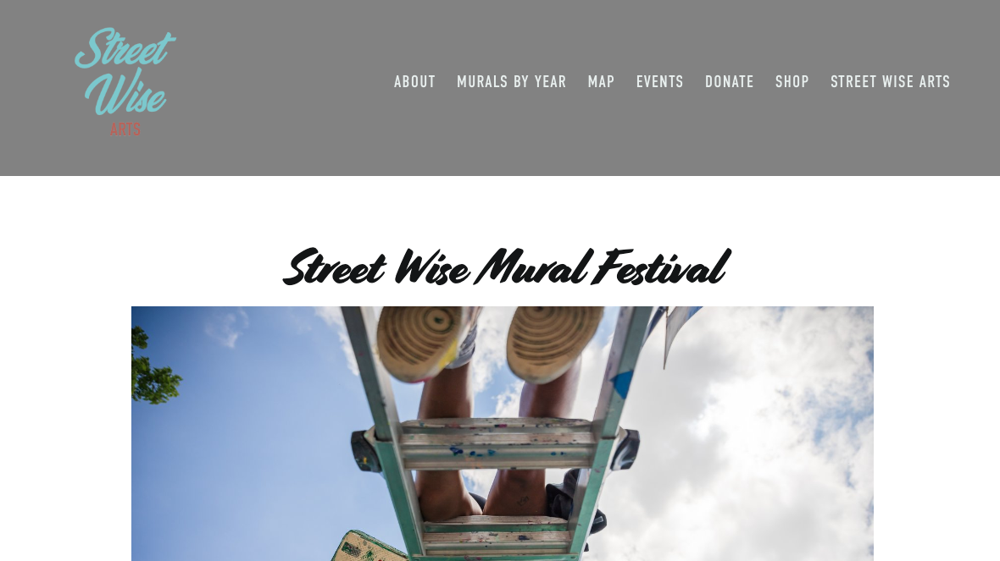 Street
Wise
ARTS
ABOUT MURALS BY YEAR MAP EVENTS DONATE SHOP STREET WISE ARTS
Street Wise Mural Festival